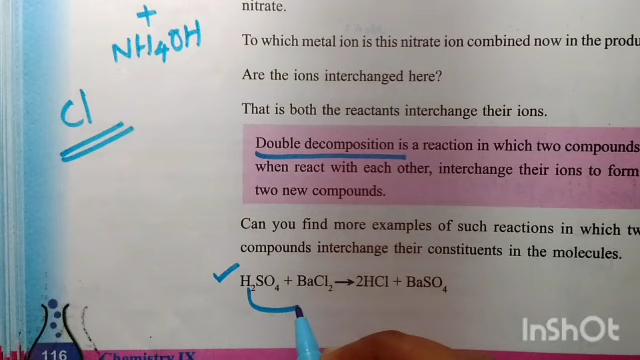 nitrate.
+
NH4OH
To which metal ion is this nitrate ion combined now in the produ
Are the ions interchanged here?
Cl
That is both the reactants interchange their ions.
Double decomposition is a reaction in which two compounds
when react with each other, interchange their ions to form
two new compounds.
Can you find more examples of such reactions in which tw
compounds interchange their constituents in the molecules.
H2SO4 + BaCl2 → 2HCl + BaSO4
InShOt
116 Chemistry IX